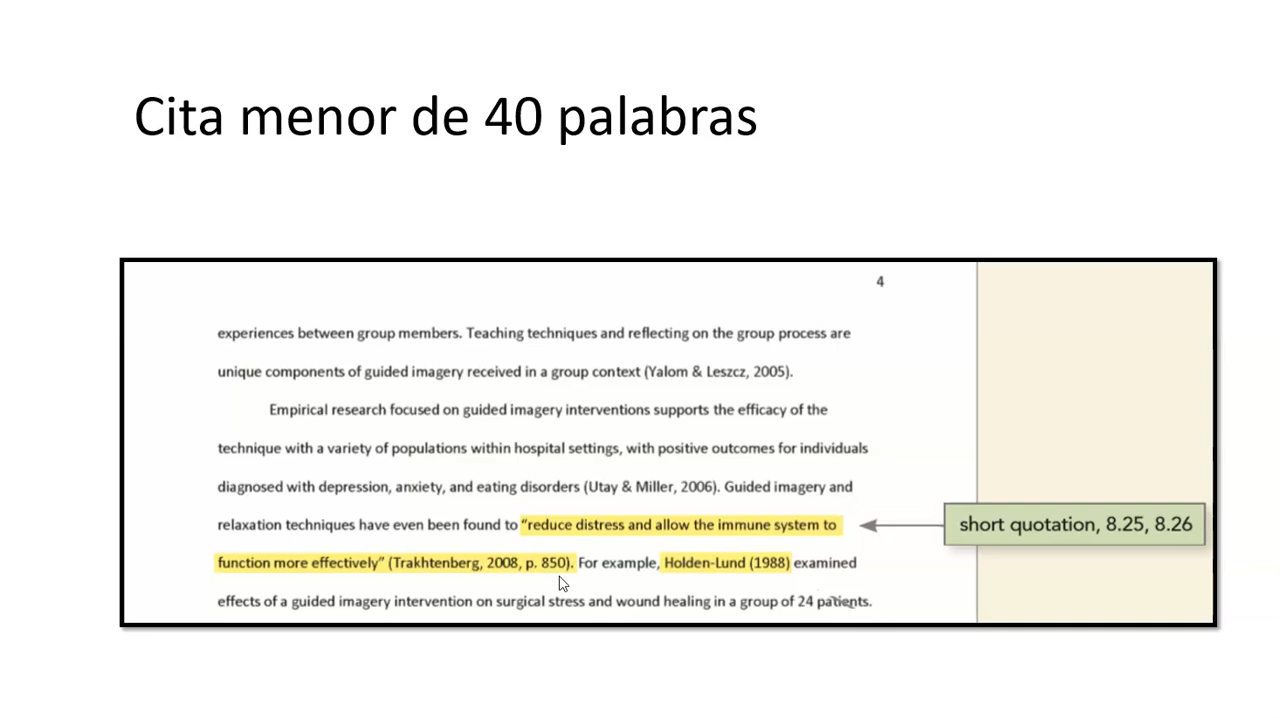 Cita menor de 40 palabras
4
experiences between group members. Teaching techniques and reflecting on the group process are
unique components of guided imagery received in a group context (Yalom & Leszcz, 2005).
Empirical research focused on guided imagery interventions supports the efficacy of the
technique with a variety of populations within hospital settings, with positive outcomes for individuals
diagnosed with depression, anxiety, and eating disorders (Utay & Miller, 2006). Guided imagery and
relaxation techniques have even been found to “reduce distress and allow the immune system to
short quotation, 8.25, 8.26
function more effectively” (Trakhtenberg, 2008, p. 850). For example, Holden-Lund (1988) examined
effects of a guided imagery intervention on surgical stress and wound healing in a group of 24 patients.